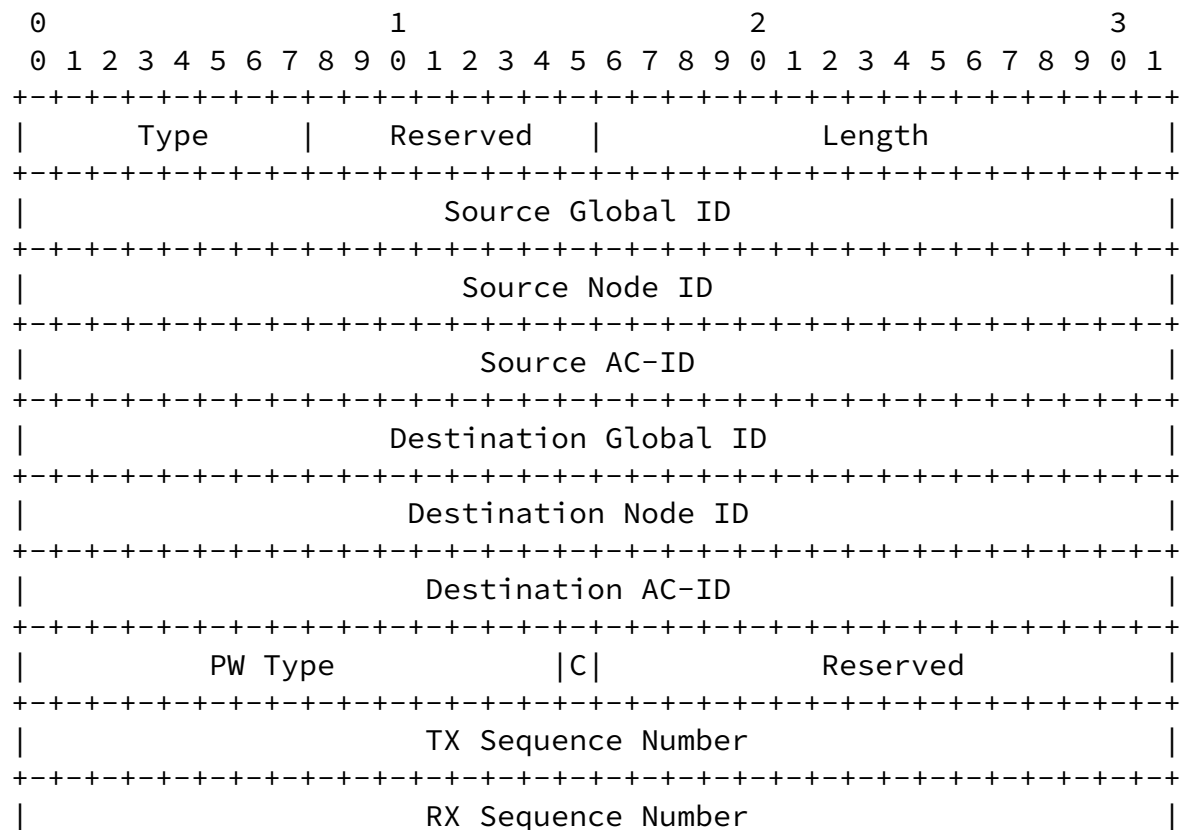 0                   1                   2                   3
 0 1 2 3 4 5 6 7 8 9 0 1 2 3 4 5 6 7 8 9 0 1 2 3 4 5 6 7 8 9 0 1
+-+-+-+-+-+-+-+-+-+-+-+-+-+-+-+-+-+-+-+-+-+-+-+-+-+-+-+-+-+-+-+-+
|      Type     |    Reserved   |            Length             |
+-+-+-+-+-+-+-+-+-+-+-+-+-+-+-+-+-+-+-+-+-+-+-+-+-+-+-+-+-+-+-+-+
|                       Source Global ID                        |
+-+-+-+-+-+-+-+-+-+-+-+-+-+-+-+-+-+-+-+-+-+-+-+-+-+-+-+-+-+-+-+-+
|                        Source Node ID                         |
+-+-+-+-+-+-+-+-+-+-+-+-+-+-+-+-+-+-+-+-+-+-+-+-+-+-+-+-+-+-+-+-+
|                         Source AC-ID                          |
+-+-+-+-+-+-+-+-+-+-+-+-+-+-+-+-+-+-+-+-+-+-+-+-+-+-+-+-+-+-+-+-+
|                    Destination Global ID                      |
+-+-+-+-+-+-+-+-+-+-+-+-+-+-+-+-+-+-+-+-+-+-+-+-+-+-+-+-+-+-+-+-+
|                     Destination Node ID                       |
+-+-+-+-+-+-+-+-+-+-+-+-+-+-+-+-+-+-+-+-+-+-+-+-+-+-+-+-+-+-+-+-+
|                      Destination AC-ID                        |
+-+-+-+-+-+-+-+-+-+-+-+-+-+-+-+-+-+-+-+-+-+-+-+-+-+-+-+-+-+-+-+-+
|          PW Type            |C|            Reserved           |
+-+-+-+-+-+-+-+-+-+-+-+-+-+-+-+-+-+-+-+-+-+-+-+-+-+-+-+-+-+-+-+-+
|                      TX Sequence Number                       |
+-+-+-+-+-+-+-+-+-+-+-+-+-+-+-+-+-+-+-+-+-+-+-+-+-+-+-+-+-+-+-+-+
|                      RX Sequence Number                       |